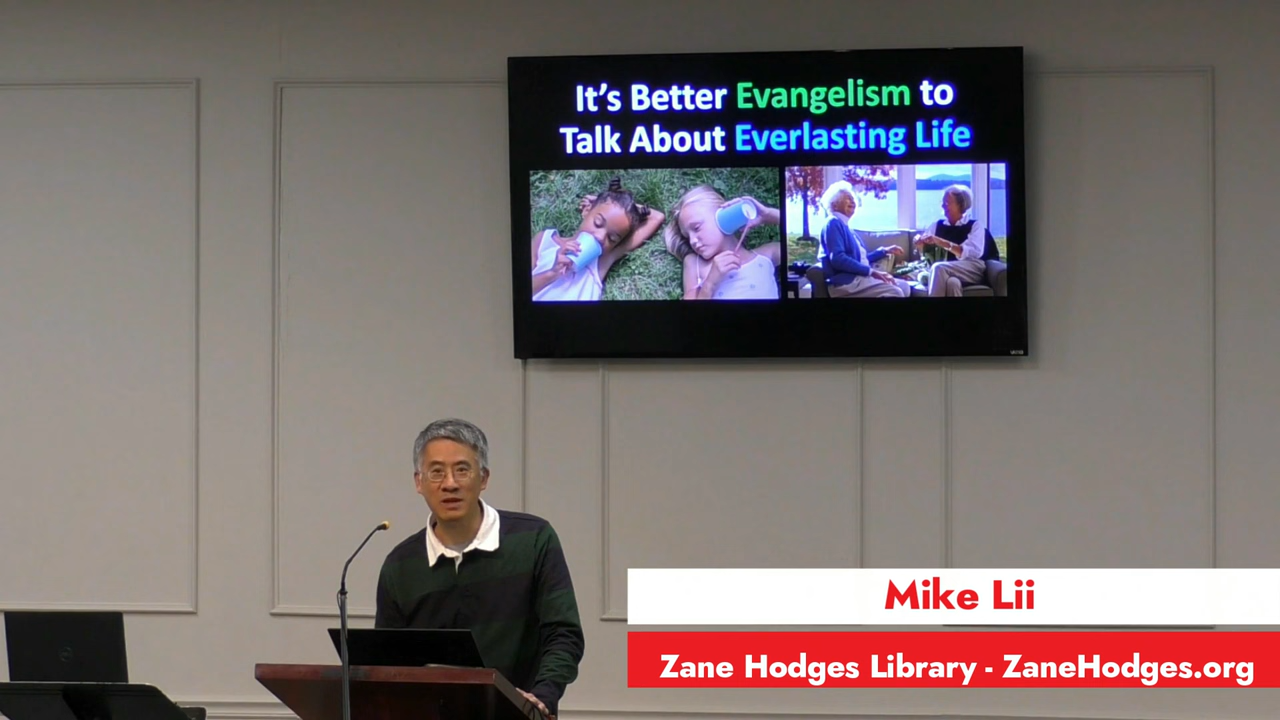 It's Better Evangelism to
Talk About Everlasting Life
Mike Lii
Zane Hodges Library - ZaneHodges.org